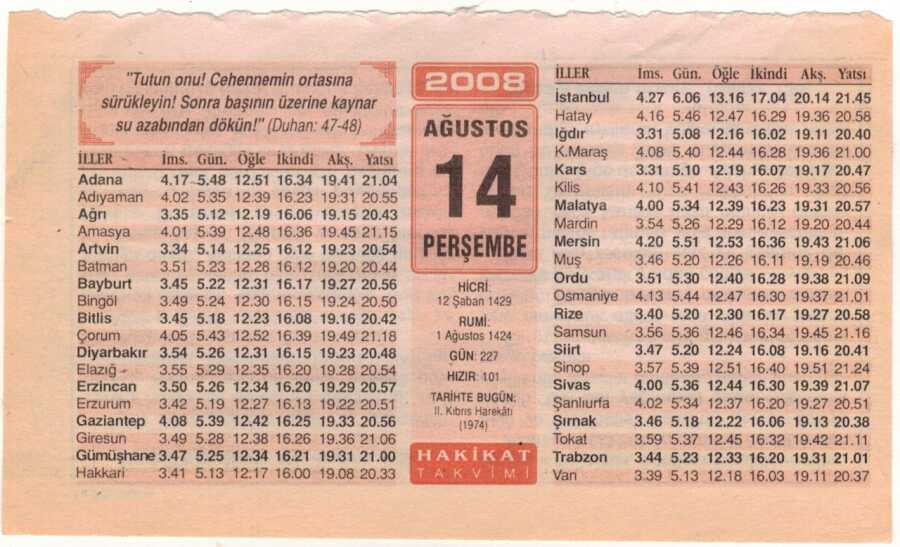 "Tutun onu! Cehennemin ortasına
sürükleyin! Sonra başının üzerine kaynar
su azabından dökün!" (Duhan: 47-48)
İLLER İms. Gün. Öğle İkindi Akş. Yatsı
Adana 4.17 5.48 12.51 16.34 19.41 21.04
Adıyaman 4.02 5.35 12.39 16.23 19.31 20.55
Ağrı 3.35 5.12 12.19 16.06 19.15 20.43
Amasya 4.01 5.39 12.48 16.36 19.45 21.15
Artvin 3.34 5.14 12.25 16.12 19.23 20.54
Batman 3.51 5.23 12.28 16.12 19.20 20.44
Bayburt 3.45 5.22 12.31 16.17 19.27 20.56
Bingöl 3.49 5.24 12.30 16.15 19.24 20.50
Bitlis 3.45 5.18 12.23 16.08 19.16 20.42
Çorum 4.05 5.43 12.52 16.39 19.49 21.18
Diyarbakır 3.54 5.26 12.31 16.15 19.23 20.48
Elazığ 3.55 5.29 12.35 16.20 19.28 20.54
Erzincan 3.50 5.26 12.34 16.20 19.29 20.57
Erzurum 3.42 5.19 12.27 16.13 19.22 20.51
Gaziantep 4.08 5.39 12.42 16.25 19.33 20.56
Giresun 3.49 5.28 12.38 16.26 19.36 21.06
Gümüşhane 3.47 5.25 12.34 16.21 19.31 21.00
Hakkari 3.41 5.13 12.17 16.00 19.08 20.33
2008
AĞUSTOS
14
PERŞEMBE
HİCRİ:
12 Şaban 1429
RUMİ:
1 Ağustos 1424
GÜN: 227
HIZIR: 101
TARİHTE BUGÜN:
II. Kıbrıs Harekâtı
(1974)
HAKİKAT
TAKVİMİ
İLLER İms. Gün. Öğle İkindi Akş. Yatsı
İstanbul 4.27 6.06 13.16 17.04 20.14 21.45
Hatay 4.16 5.46 12.47 16.29 19.36 20.58
Iğdır 3.31 5.08 12.16 16.02 19.11 20.40
K.Maraş 4.08 5.40 12.44 16.28 19.36 21.00
Kars 3.31 5.10 12.19 16.07 19.17 20.47
Kilis 4.10 5.41 12.43 16.26 19.33 20.56
Malatya 4.00 5.34 12.39 16.23 19.31 20.57
Mardin 3.54 5.26 12.29 16.12 19.20 20.44
Mersin 4.20 5.51 12.53 16.36 19.43 21.06
Muş 3.46 5.20 12.26 16.11 19.19 20.46
Ordu 3.51 5.30 12.40 16.28 19.38 21.09
Osmaniye 4.13 5.44 12.47 16.30 19.37 21.01
Rize 3.40 5.20 12.30 16.17 19.27 20.58
Samsun 3.56 5.36 12.46 16.34 19.45 21.16
Siirt 3.47 5.20 12.24 16.08 19.16 20.41
Sinop 3.57 5.39 12.51 16.40 19.51 21.24
Sivas 4.00 5.36 12.44 16.30 19.39 21.07
Şanlıurfa 4.02 5.34 12.37 16.20 19.27 20.51
Şırnak 3.46 5.18 12.22 16.06 19.13 20.38
Tokat 3.59 5.37 12.45 16.32 19.42 21.11
Trabzon 3.44 5.23 12.33 16.20 19.31 21.01
Van 3.39 5.13 12.18 16.03 19.11 20.37